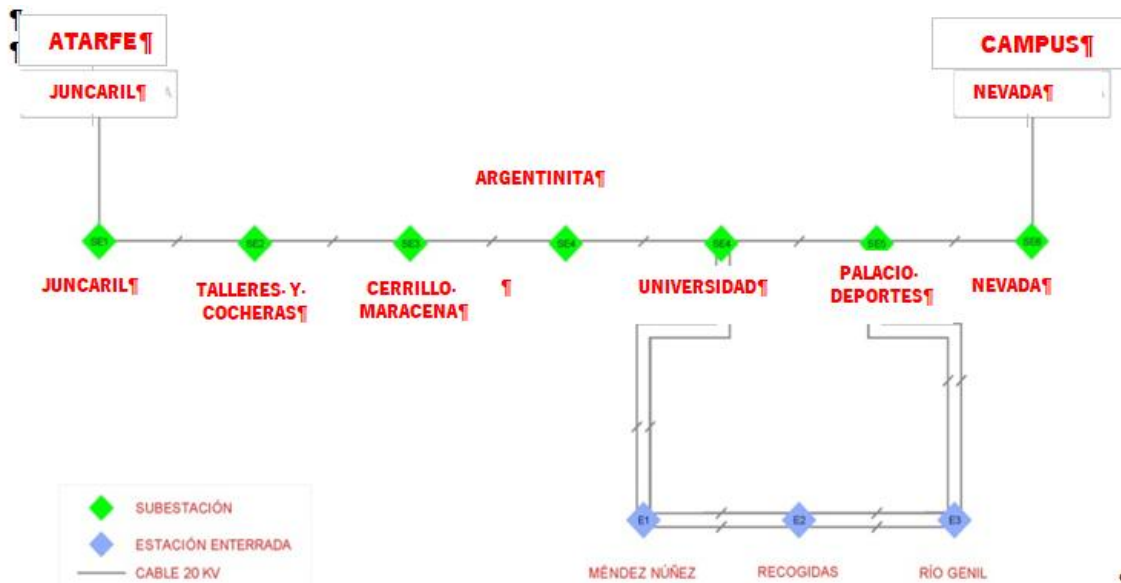 ¶
¶
ATARFE¶
CAMPUS¶
JUNCARIL¶
NEVADA¶
ARGENTINITA¶
SE1
SE2
SE3
SE4
SE4
SE5
SE6
JUNCARIL¶
TALLERES· Y·
COCHERAS¶
CERRILLO·
MARACENA¶
¶
UNIVERSIDAD¶
PALACIO·
DEPORTES¶
NEVADA¶
E1
E2
E3
MÉNDEZ NÚÑEZ
RECOGIDAS
RÍO GENIL
SUBESTACIÓN
ESTACIÓN ENTERRADA
CABLE 20 KV